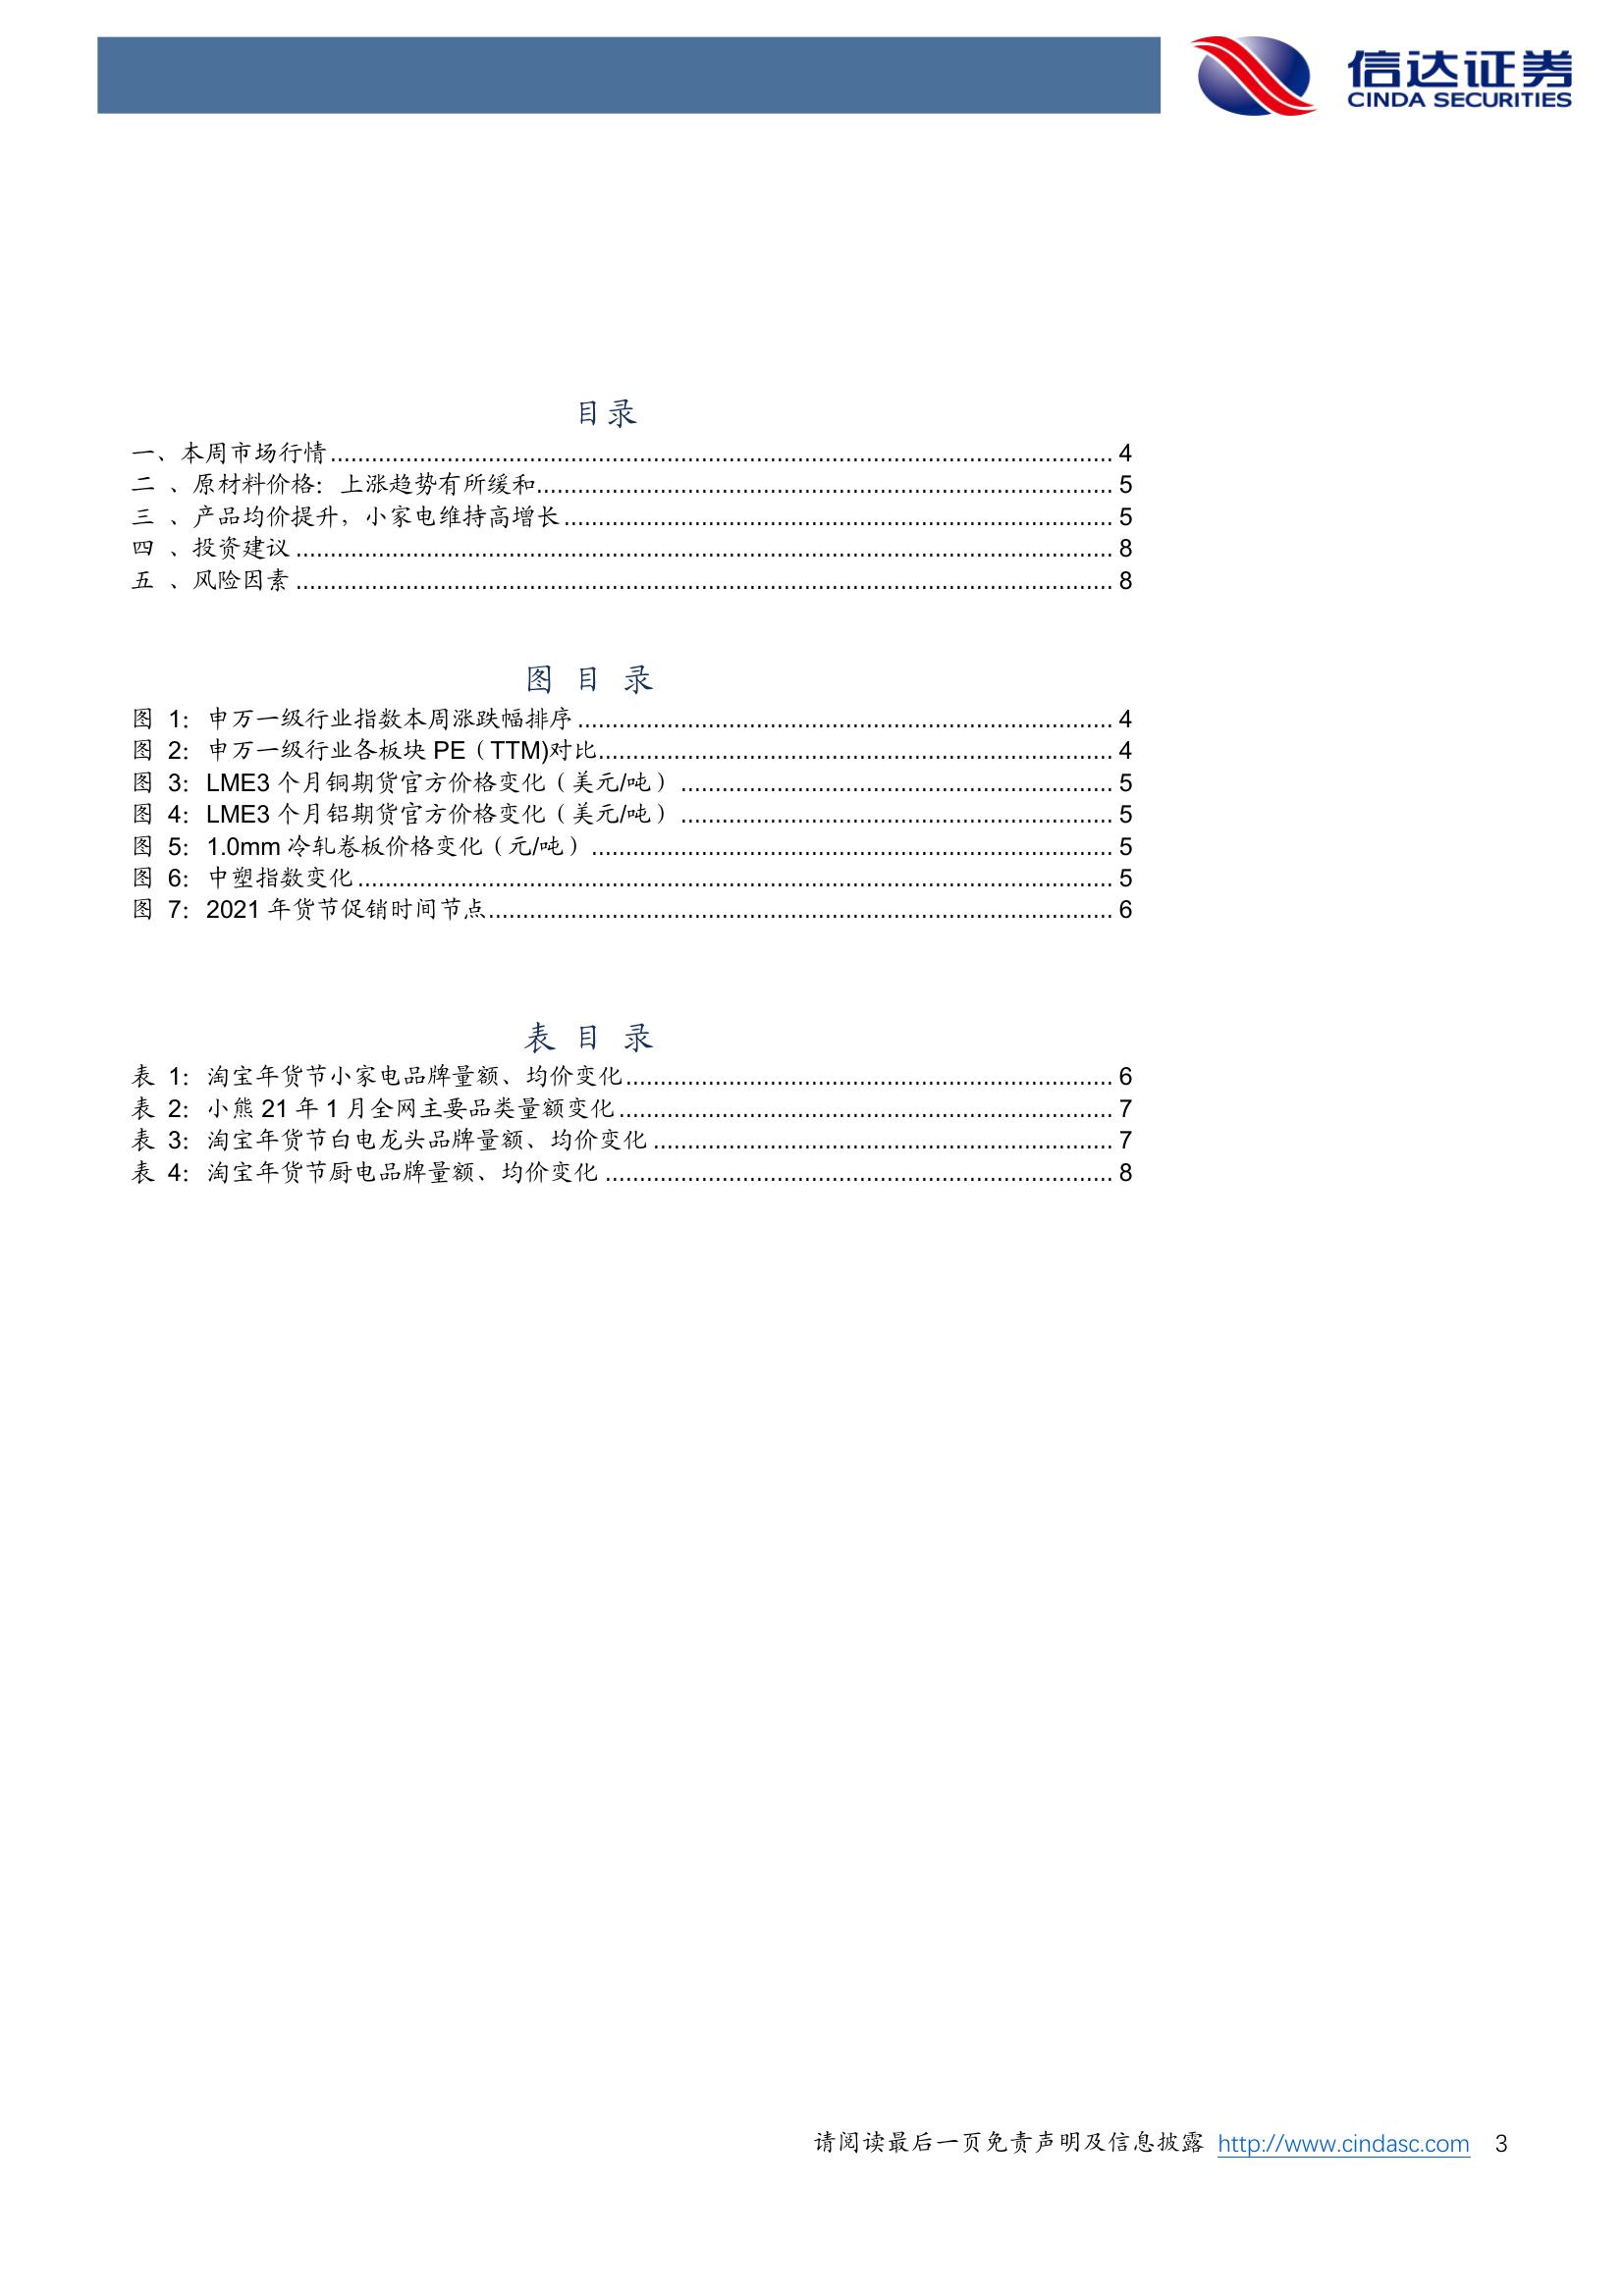 信达证券
CINDA SECURITIES
目录
一、本周市场行情 4
二 、原材料价格：上涨趋势有所缓和 5
三 、产品均价提升，小家电维持高增长 5
四 、投资建议 8
五 、风险因素 8
图 目 录
图 1：申万一级行业指数本周涨跌幅排序 4
图 2：申万一级行业各板块 PE（TTM)对比 4
图 3：LME3 个月铜期货官方价格变化（美元/吨） 5
图 4：LME3 个月铝期货官方价格变化（美元/吨） 5
图 5：1.0mm 冷轧卷板价格变化（元/吨） 5
图 6：中塑指数变化 5
图 7：2021 年货节促销时间节点 6
表 目 录
表 1：淘宝年货节小家电品牌量额、均价变化 6
表 2：小熊 21 年 1 月全网主要品类量额变化 7
表 3：淘宝年货节白电龙头品牌量额、均价变化 7
表 4：淘宝年货节厨电品牌量额、均价变化 8
请阅读最后一页免责声明及信息披露 http://www.cindasc.com 3